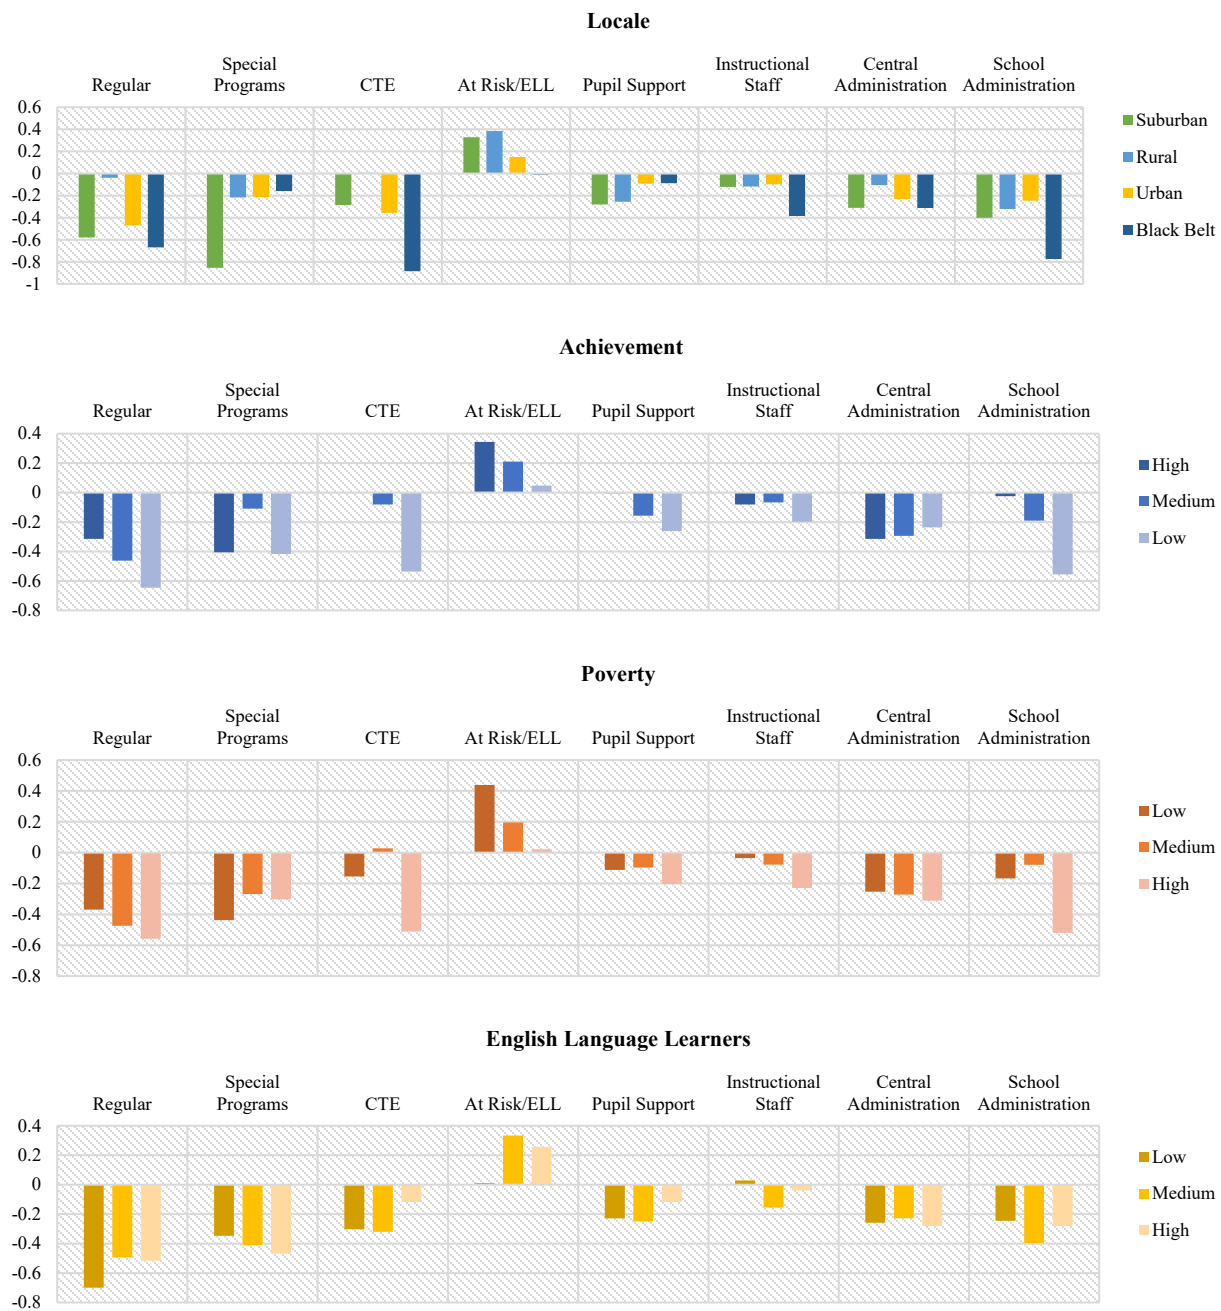 Locale
Regular
Special
Programs
CTE
At Risk/ELL
Pupil Support
Instructional
Staff
Central
Administration
School
Administration
0.6
0.4
0.2
0
-0.2
-0.4
-0.6
-0.8
-1
Suburban
Rural
Urban
Black Belt
Achievement
Regular
Special
Programs
CTE
At Risk/ELL
Pupil Support
Instructional
Staff
Central
Administration
School
Administration
0.4
0.2
0
-0.2
-0.4
-0.6
-0.8
High
Medium
Low
Poverty
Regular
Special
Programs
CTE
At Risk/ELL
Pupil Support
Instructional
Staff
Central
Administration
School
Administration
0.6
0.4
0.2
0
-0.2
-0.4
-0.6
-0.8
Low
Medium
High
English Language Learners
Regular
Special
Programs
CTE
At Risk/ELL
Pupil Support
Instructional
Staff
Central
Administration
School
Administration
0.4
0.2
0
-0.2
-0.4
-0.6
-0.8
Low
Medium
High